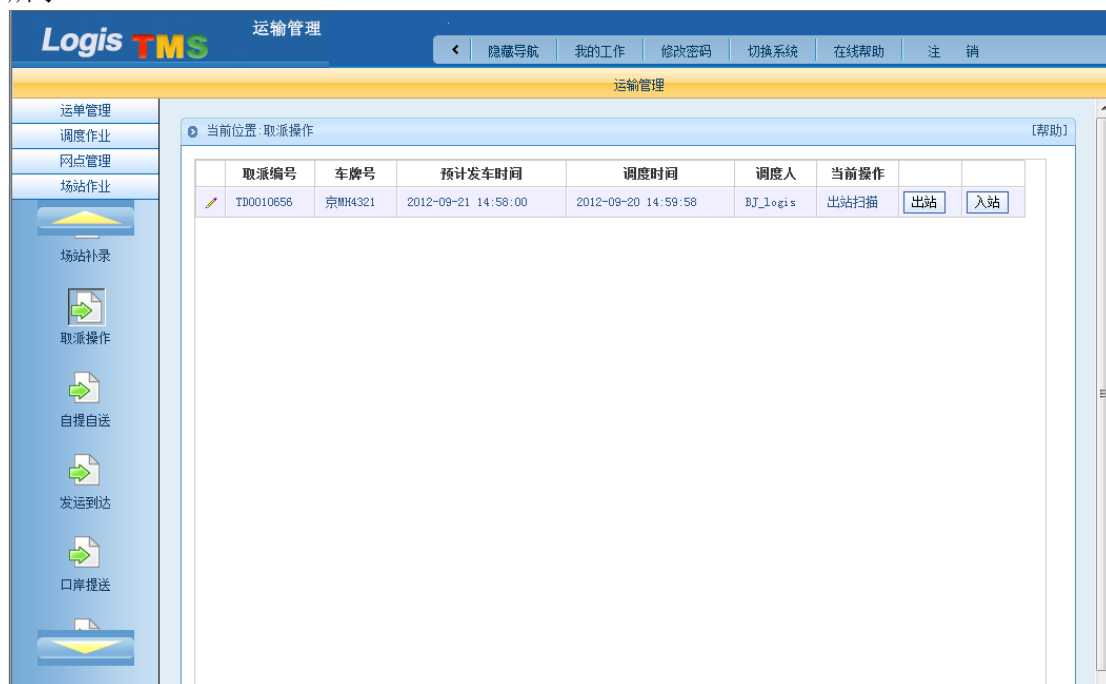 Logis TMS
运输管理
隐藏导航 我的工作 修改密码 切换系统 在线帮助 注 销
运输管理
运单管理
调度作业
网点管理
场站作业
场站补录
取派操作
自提自送
发运到达
口岸提送
当前位置:取派操作 [帮助]
取派编号 车牌号 预计发车时间 调度时间 调度人 当前操作
TD0010656 京MH4321 2012-09-21 14:58:00 2012-09-20 14:59:58 BJ_logis 出站扫描 出站 入站